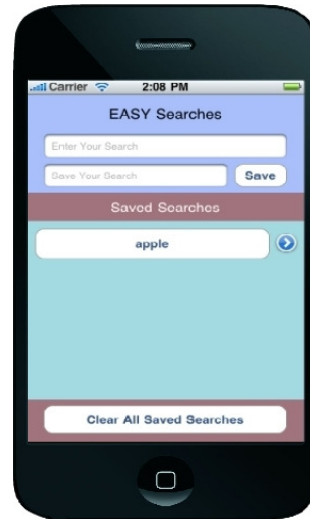 Carrier 2:08 PM
EASY Searches
Enter Your Search
Save Your Search Save
Saved Searches
apple
Clear All Saved Searches